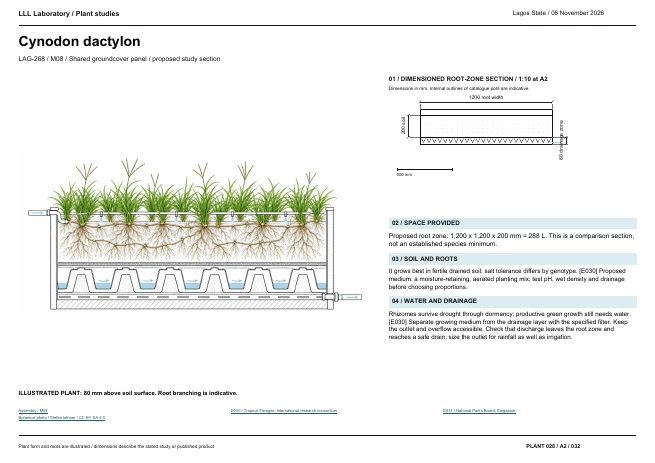 LLL Laboratory / Plant studies
Lagos State / 08 November 2026
Cynodon dactylon
LAG-268 / M08 / Shared groundcover panel / proposed study section
01 / DIMENSIONED ROOT-ZONE SECTION / 1:10 at A2
Dimensions in mm. Internal outlines of catalogue pots are indicative.
1200 root width
200 soil
60 drainage zone
500 mm
02 / SPACE PROVIDED
Proposed root zone: 1,200 x 1,200 x 200 mm = 288 L. This is a comparison section,
not an established species minimum.
03 / SOIL AND ROOTS
It grows best in fertile drained soil; salt tolerance differs by genotype. [E030] Proposed
medium: a moisture-retaining, aerated planting mix; test pH, wet density and drainage
before choosing proportions.
04 / WATER AND DRAINAGE
Rhizomes survive drought through dormancy; productive green growth still needs water.
[E030] Separate growing medium from the drainage layer with the specified filter. Keep
the outlet and overflow accessible. Check that discharge leaves the root zone and
reaches a safe drain; size the outlet for rainfall as well as irrigation.
ILLUSTRATED PLANT: 80 mm above soil surface. Root branching is indicative.
Assembly / M08
E030 / Tropical Forages, international research consortium
/ National Parks Board, Singapore
Botanical photo / Stefan.lefnaer / CC BY-SA 4.0
Plant form and roots are illustrated / dimensions describe the stated study or published product
PLANT 028 / A2 / 032